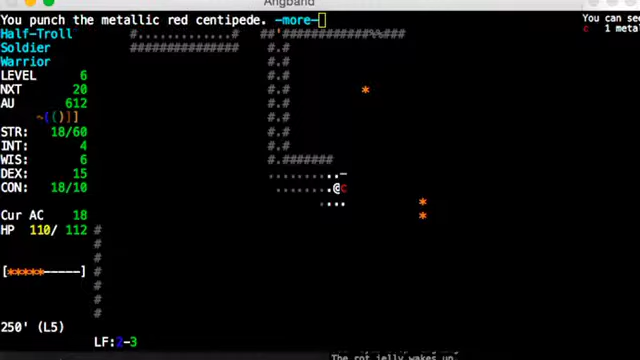 Angband
You punch the metallic red centipede. -more-
You can see
c 1 metal
Half-Troll
Soldier
Warrior
LEVEL 6
NXT 20
AU 612
~(()]]
STR: 18/60
INT: 4
WIS: 6
DEX: 15
CON: 18/10
Cur AC 18
HP 110/ 112
[*****-----]
250' (L5)
LF:2-3
The rot jelly wakes up.